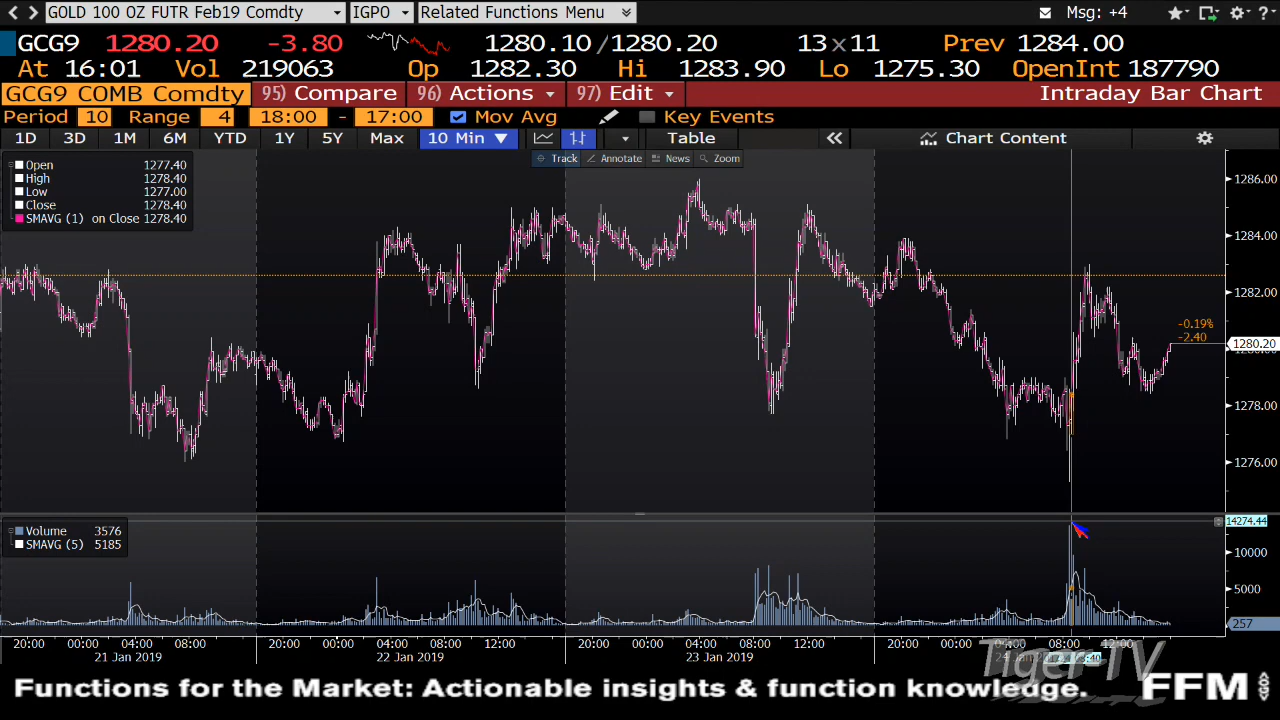 GOLD 100 OZ FUTR Feb19 Comdty IGPO Related Functions Menu Msg: +4 ?
GCG9 1280.20 -3.80 1280.10/1280.20 13x11 Prev 1284.00
At 16:01 Vol 219063 Op 1282.30 Hi 1283.90 Lo 1275.30 OpenInt 187790
GCG9 COMB Comdty 95) Compare 96) Actions 97) Edit Intraday Bar Chart
Period 10 Range 4 18:00 - 17:00 Mov Avg Key Events
1D 3D 1M 6M YTD 1Y 5Y Max 10 Min Table Chart Content
Track Annotate News Zoom
Open 1277.40
High 1278.40
Low 1277.00
Close 1278.40
SMAVG (1) on Close 1278.40
1286.00
1284.00
1282.00
-0.19%
-2.40
1280.20
1278.00
1276.00
Volume 3576
SMAVG (5) 5185
14274.44
10000
5000
257
20:00 00:00 04:00 08:00 20:00 00:00 04:00 08:00 12:00 20:00 00:00 04:00 08:00 12:00 20:00 00:00 04:00 08:00 12:00
21 Jan 2019 22 Jan 2019 23 Jan 2019
Tiger-TV
Functions for the Market: Actionable insights & function knowledge. FFM